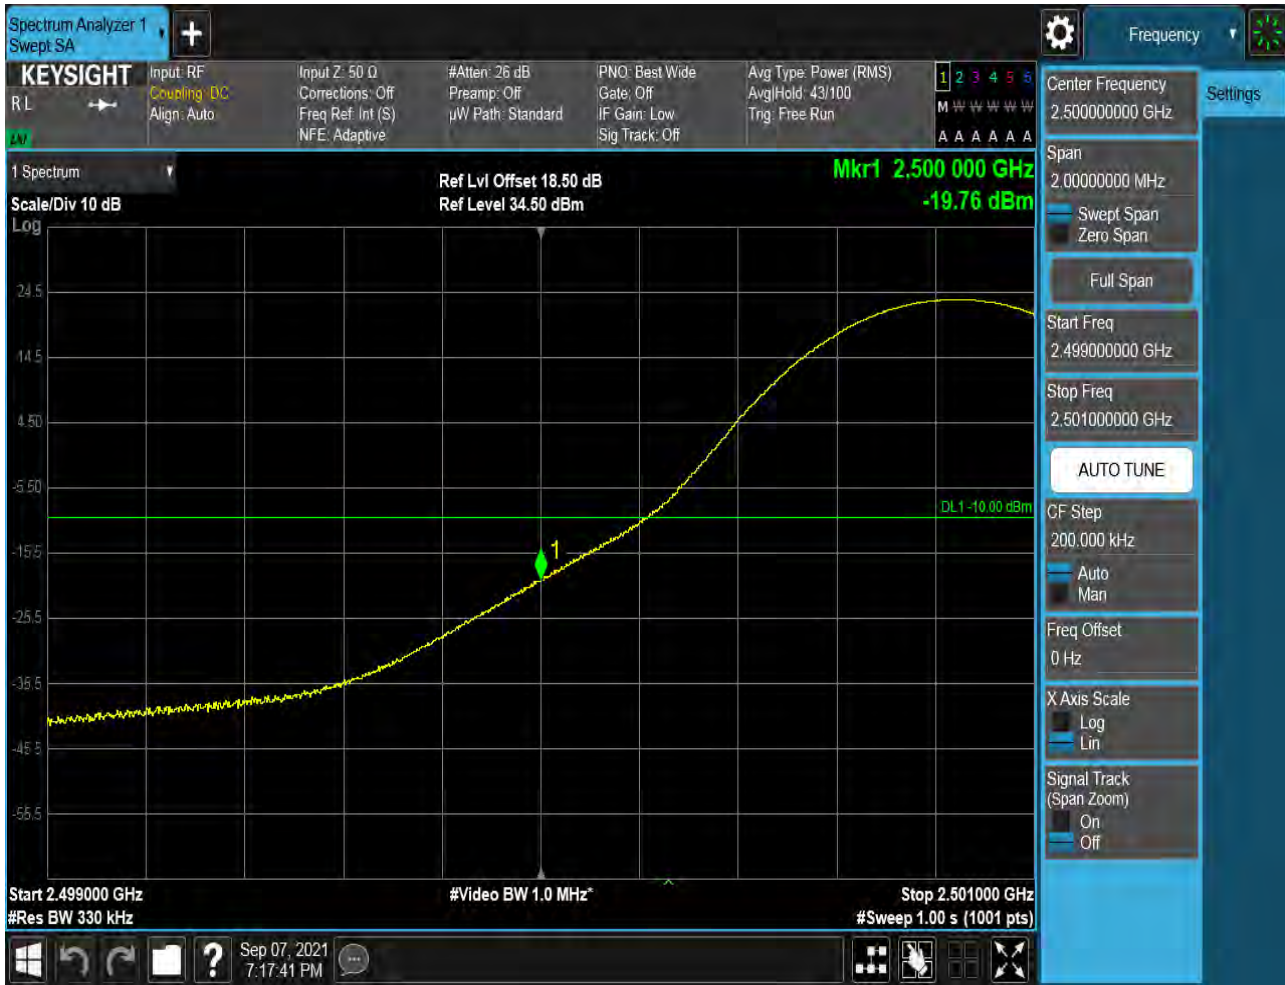 Spectrum Analyzer 1
Swept SA
Frequency
KEYSIGHT
R L
Input: RF
Coupling: DC
Align: Auto
Input Z: 50 Ω
Corrections: Off
Freq Ref: Int (S)
NFE: Adaptive
#Atten: 26 dB
Preamp: Off
µW Path: Standard
PNO: Best Wide
Gate: Off
IF Gain: Low
Sig Track: Off
Avg Type: Power (RMS)
Avg|Hold: 43/100
Trig: Free Run
1 2 3 4 5 6
M W W W W W
A A A A A A
1 Spectrum
Scale/Div 10 dB
Log
Ref Lvl Offset 18.50 dB
Ref Level 34.50 dBm
Mkr1 2.500 000 GHz
-19.76 dBm
24.5
14.5
4.50
-5.50
-15.5
-25.5
-35.5
-45.5
-55.5
DL1 -10.00 dBm
1
Start 2.499000 GHz
#Res BW 330 kHz
#Video BW 1.0 MHz*
Stop 2.501000 GHz
#Sweep 1.00 s (1001 pts)
Center Frequency
2.500000000 GHz
Settings
Span
2.00000000 MHz
Swept Span
Zero Span
Full Span
Start Freq
2.499000000 GHz
Stop Freq
2.501000000 GHz
AUTO TUNE
CF Step
200.000 kHz
Auto
Man
Freq Offset
0 Hz
X Axis Scale
Log
Lin
Signal Track
(Span Zoom)
On
Off
?
Sep 07, 2021
7:17:41 PM